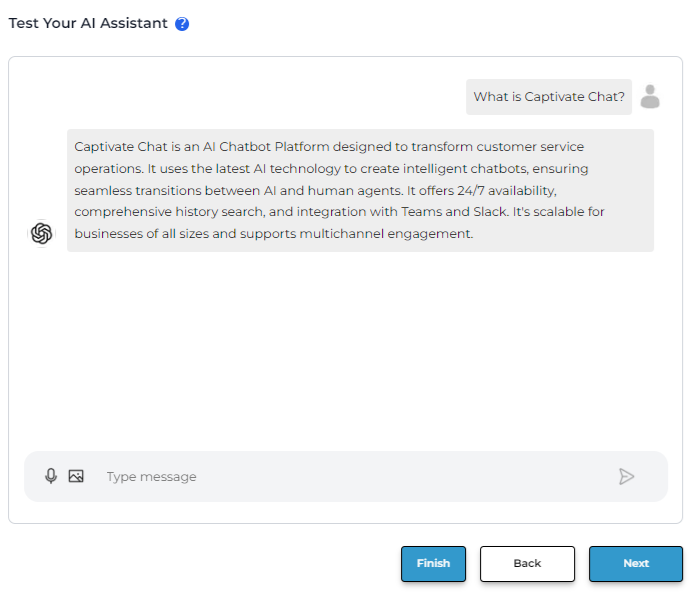 Test Your AI Assistant ?
What is Captivate Chat?
Captivate Chat is an AI Chatbot Platform designed to transform customer service
operations. It uses the latest AI technology to create intelligent chatbots, ensuring
seamless transitions between AI and human agents. It offers 24/7 availability,
comprehensive history search, and integration with Teams and Slack. It's scalable for
businesses of all sizes and supports multichannel engagement.
Type message
Finish
Back
Next